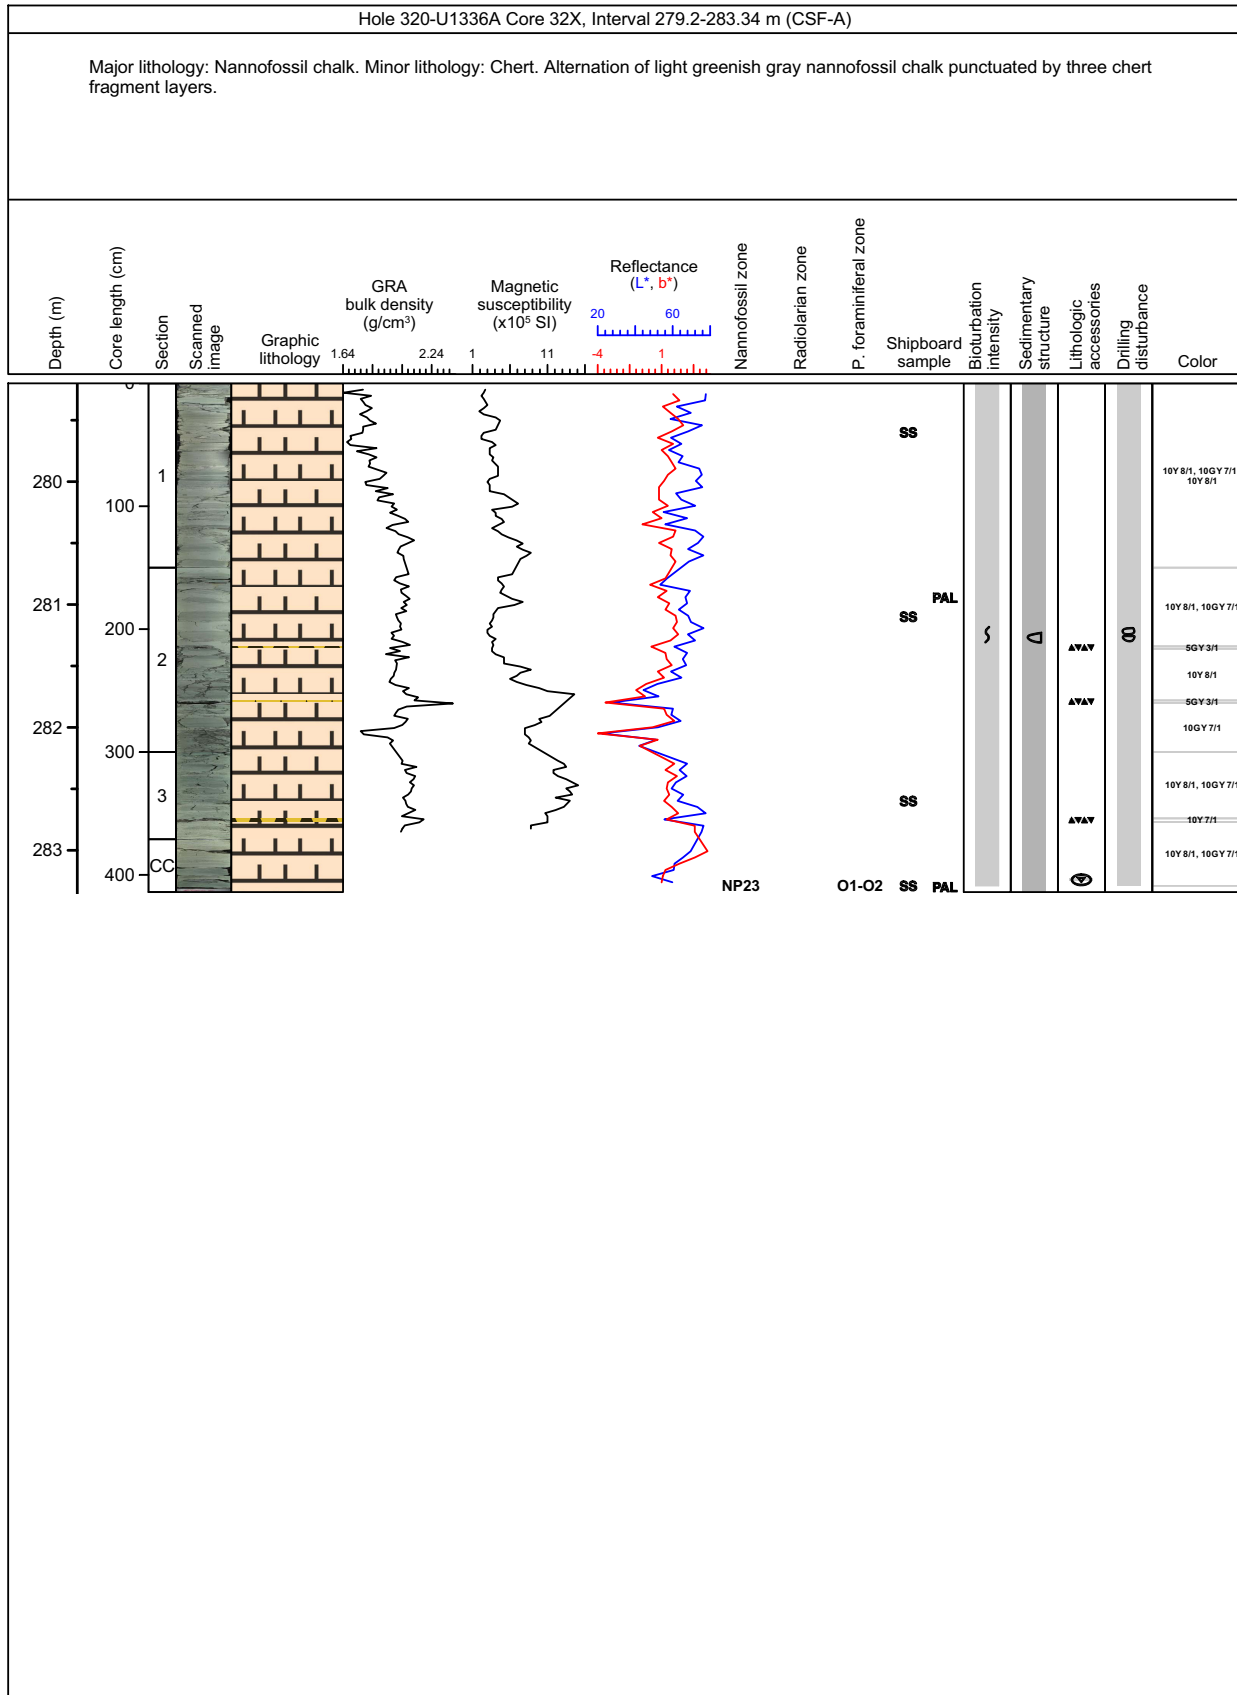 Hole 320-U1336A Core 32X, Interval 279.2-283.34 m (CSF-A)
Major lithology: Nannofossil chalk. Minor lithology: Chert. Alternation of light greenish gray nannofossil chalk punctuated by three chert
fragment layers.
Depth (m)
Core length (cm)
Section
Scanned
image
Graphic
lithology
GRA
bulk density
(g/cm³)
1.64 2.24
Magnetic
susceptibility
(x10⁵ SI)
1 11
Reflectance
(L*, b*)
20 60
-4 1
Nannofossil zone
Radiolarian zone
P. foraminiferal zone
Shipboard
sample
Bioturbation
intensity
Sedimentary
structure
Lithologic
accessories
Drilling
disturbance
Color
0
SS
1
10Y 8/1, 10GY 7/1
10Y 8/1
280
100
PAL
281
10Y 8/1, 10GY 7/1
SS
200
5GY 3/1
2
10Y 8/1
5GY 3/1
282
10GY 7/1
300
10Y 8/1, 10GY 7/1
3
SS
10Y 7/1
283
10Y 8/1, 10GY 7/1
CC
400
NP23 O1-O2 SS PAL